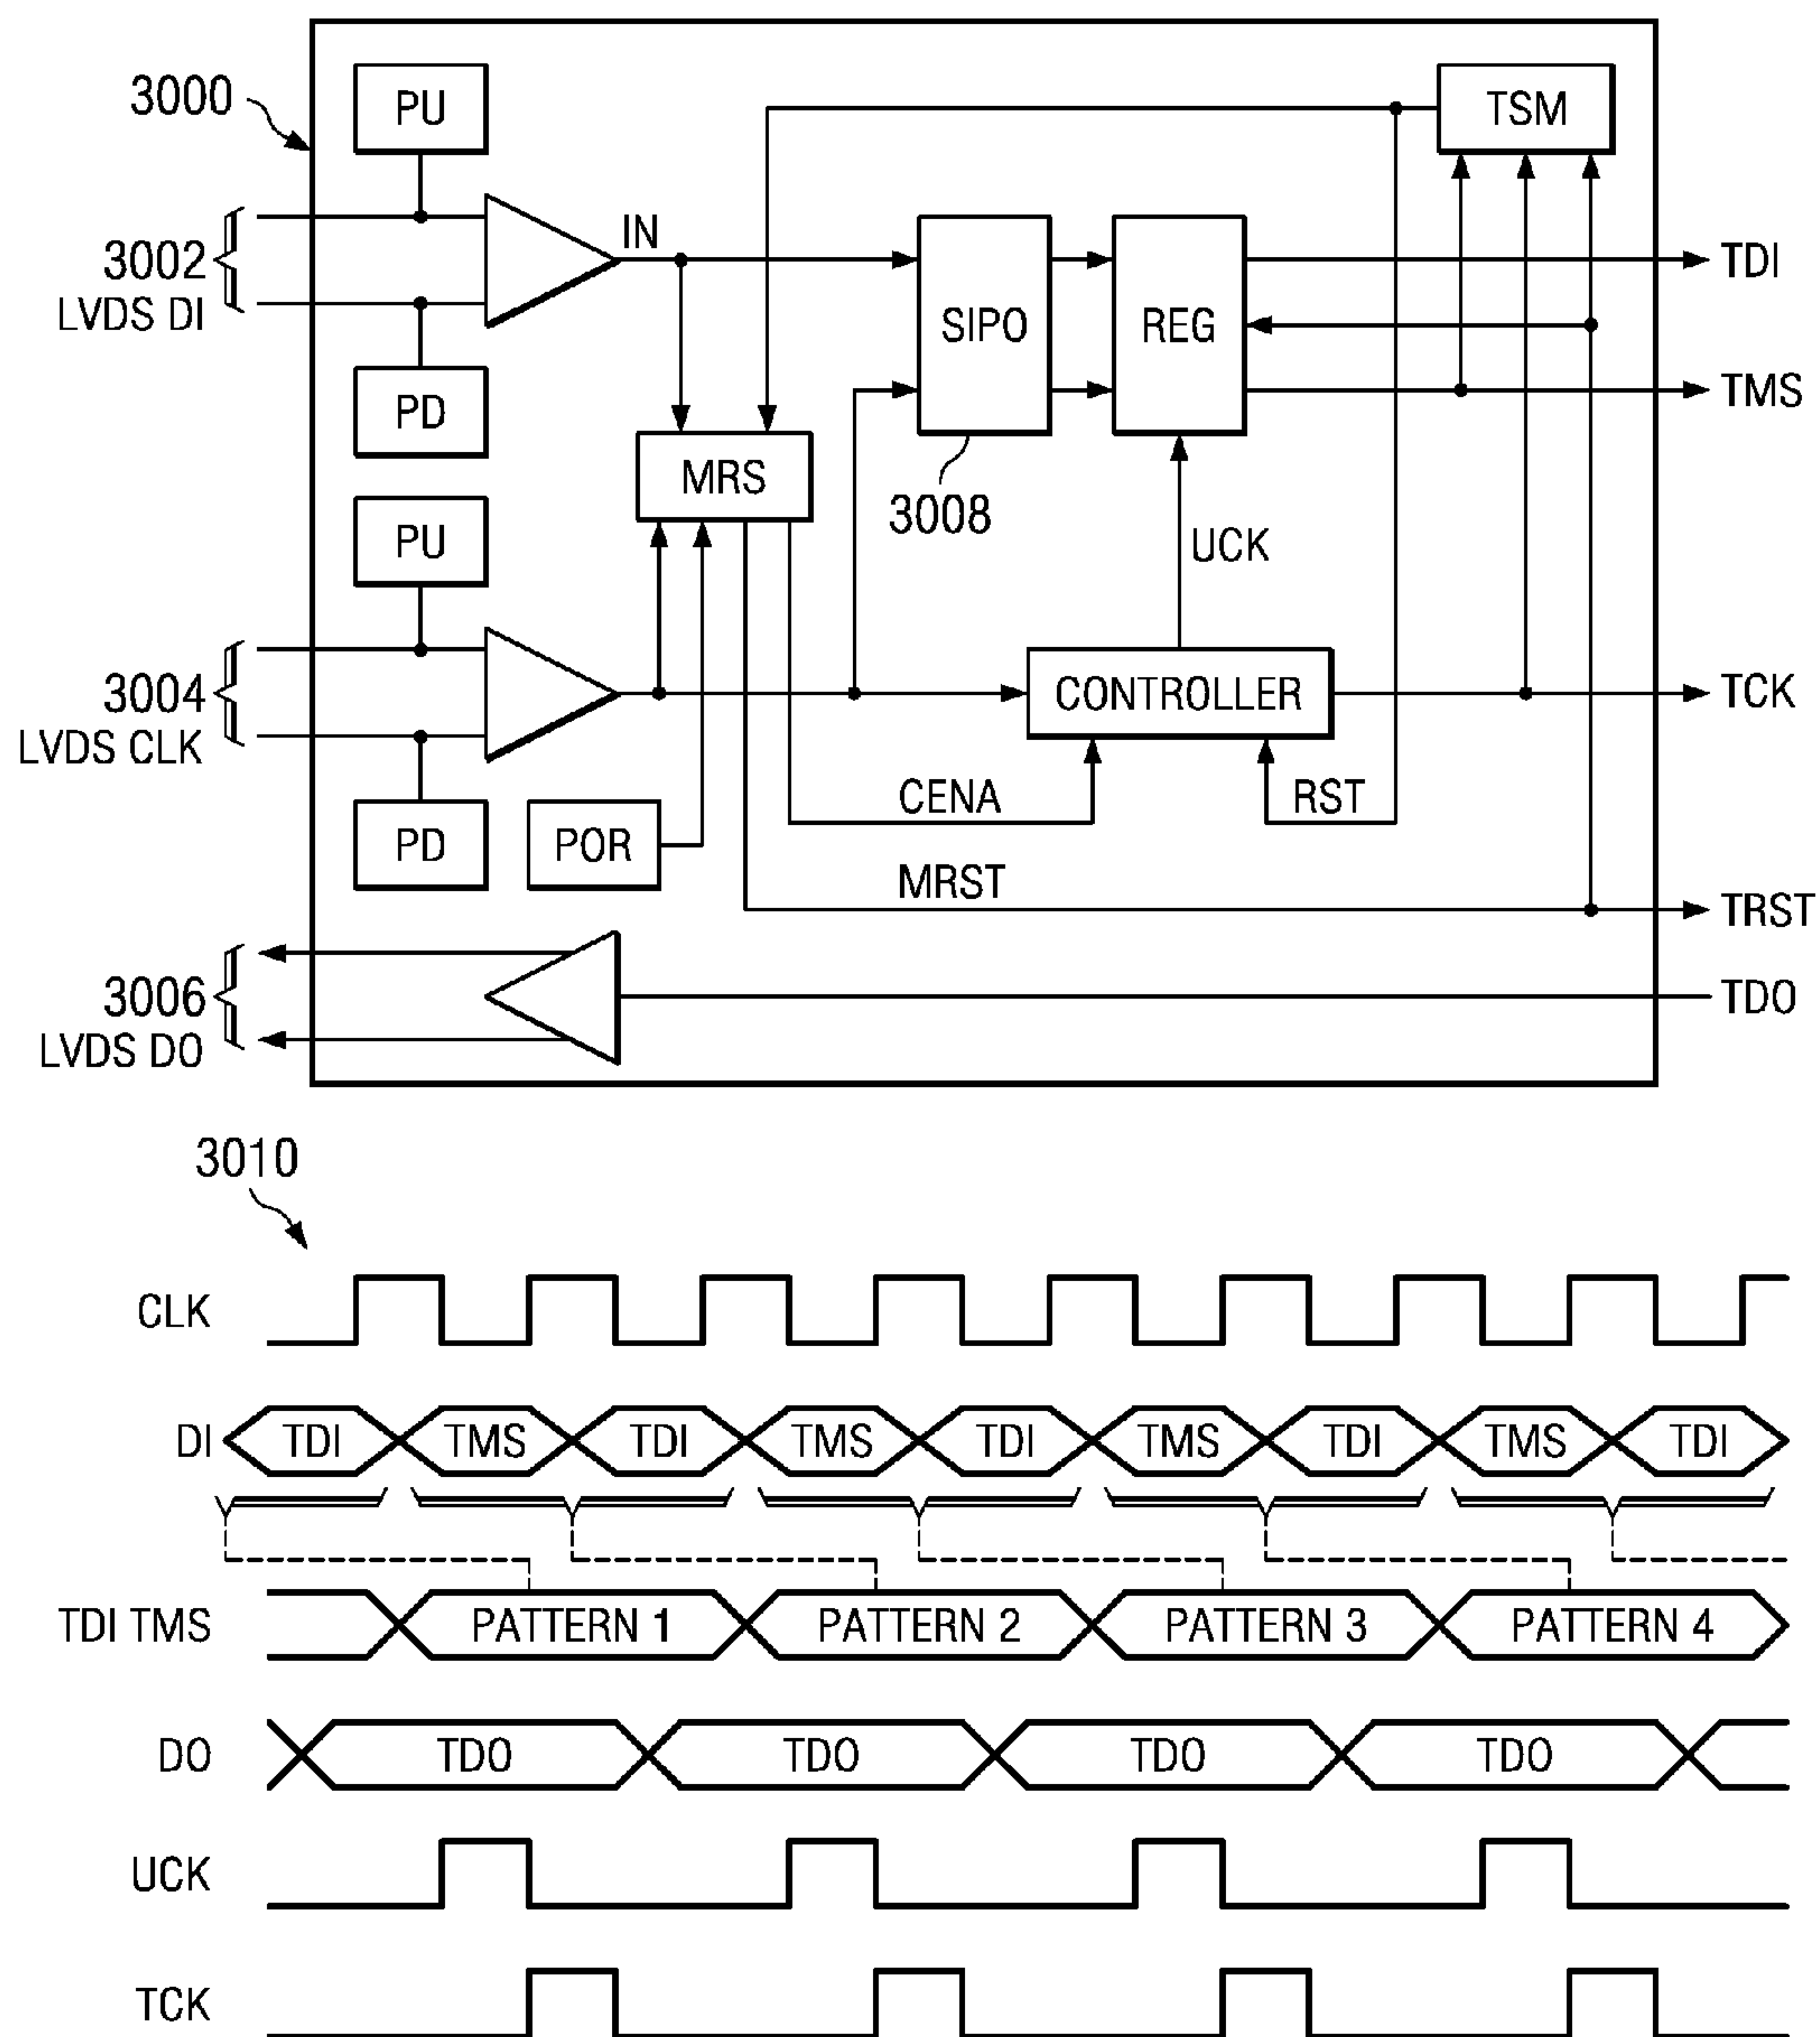 3000
PU
TSM
IN
3002
LVDS DI
SIPO
REG
TDI
TMS
PD
MRS
3008
PU
UCK
3004
LVDS CLK
CONTROLLER
TCK
CENA
RST
PD
POR
MRST
TRST
3006
LVDS DO
TDO
3010
CLK
DI TDI TMS TDI TMS TDI TMS TDI TMS TDI
TDI TMS PATTERN 1 PATTERN 2 PATTERN 3 PATTERN 4
DO TDO TDO TDO TDO
UCK
TCK